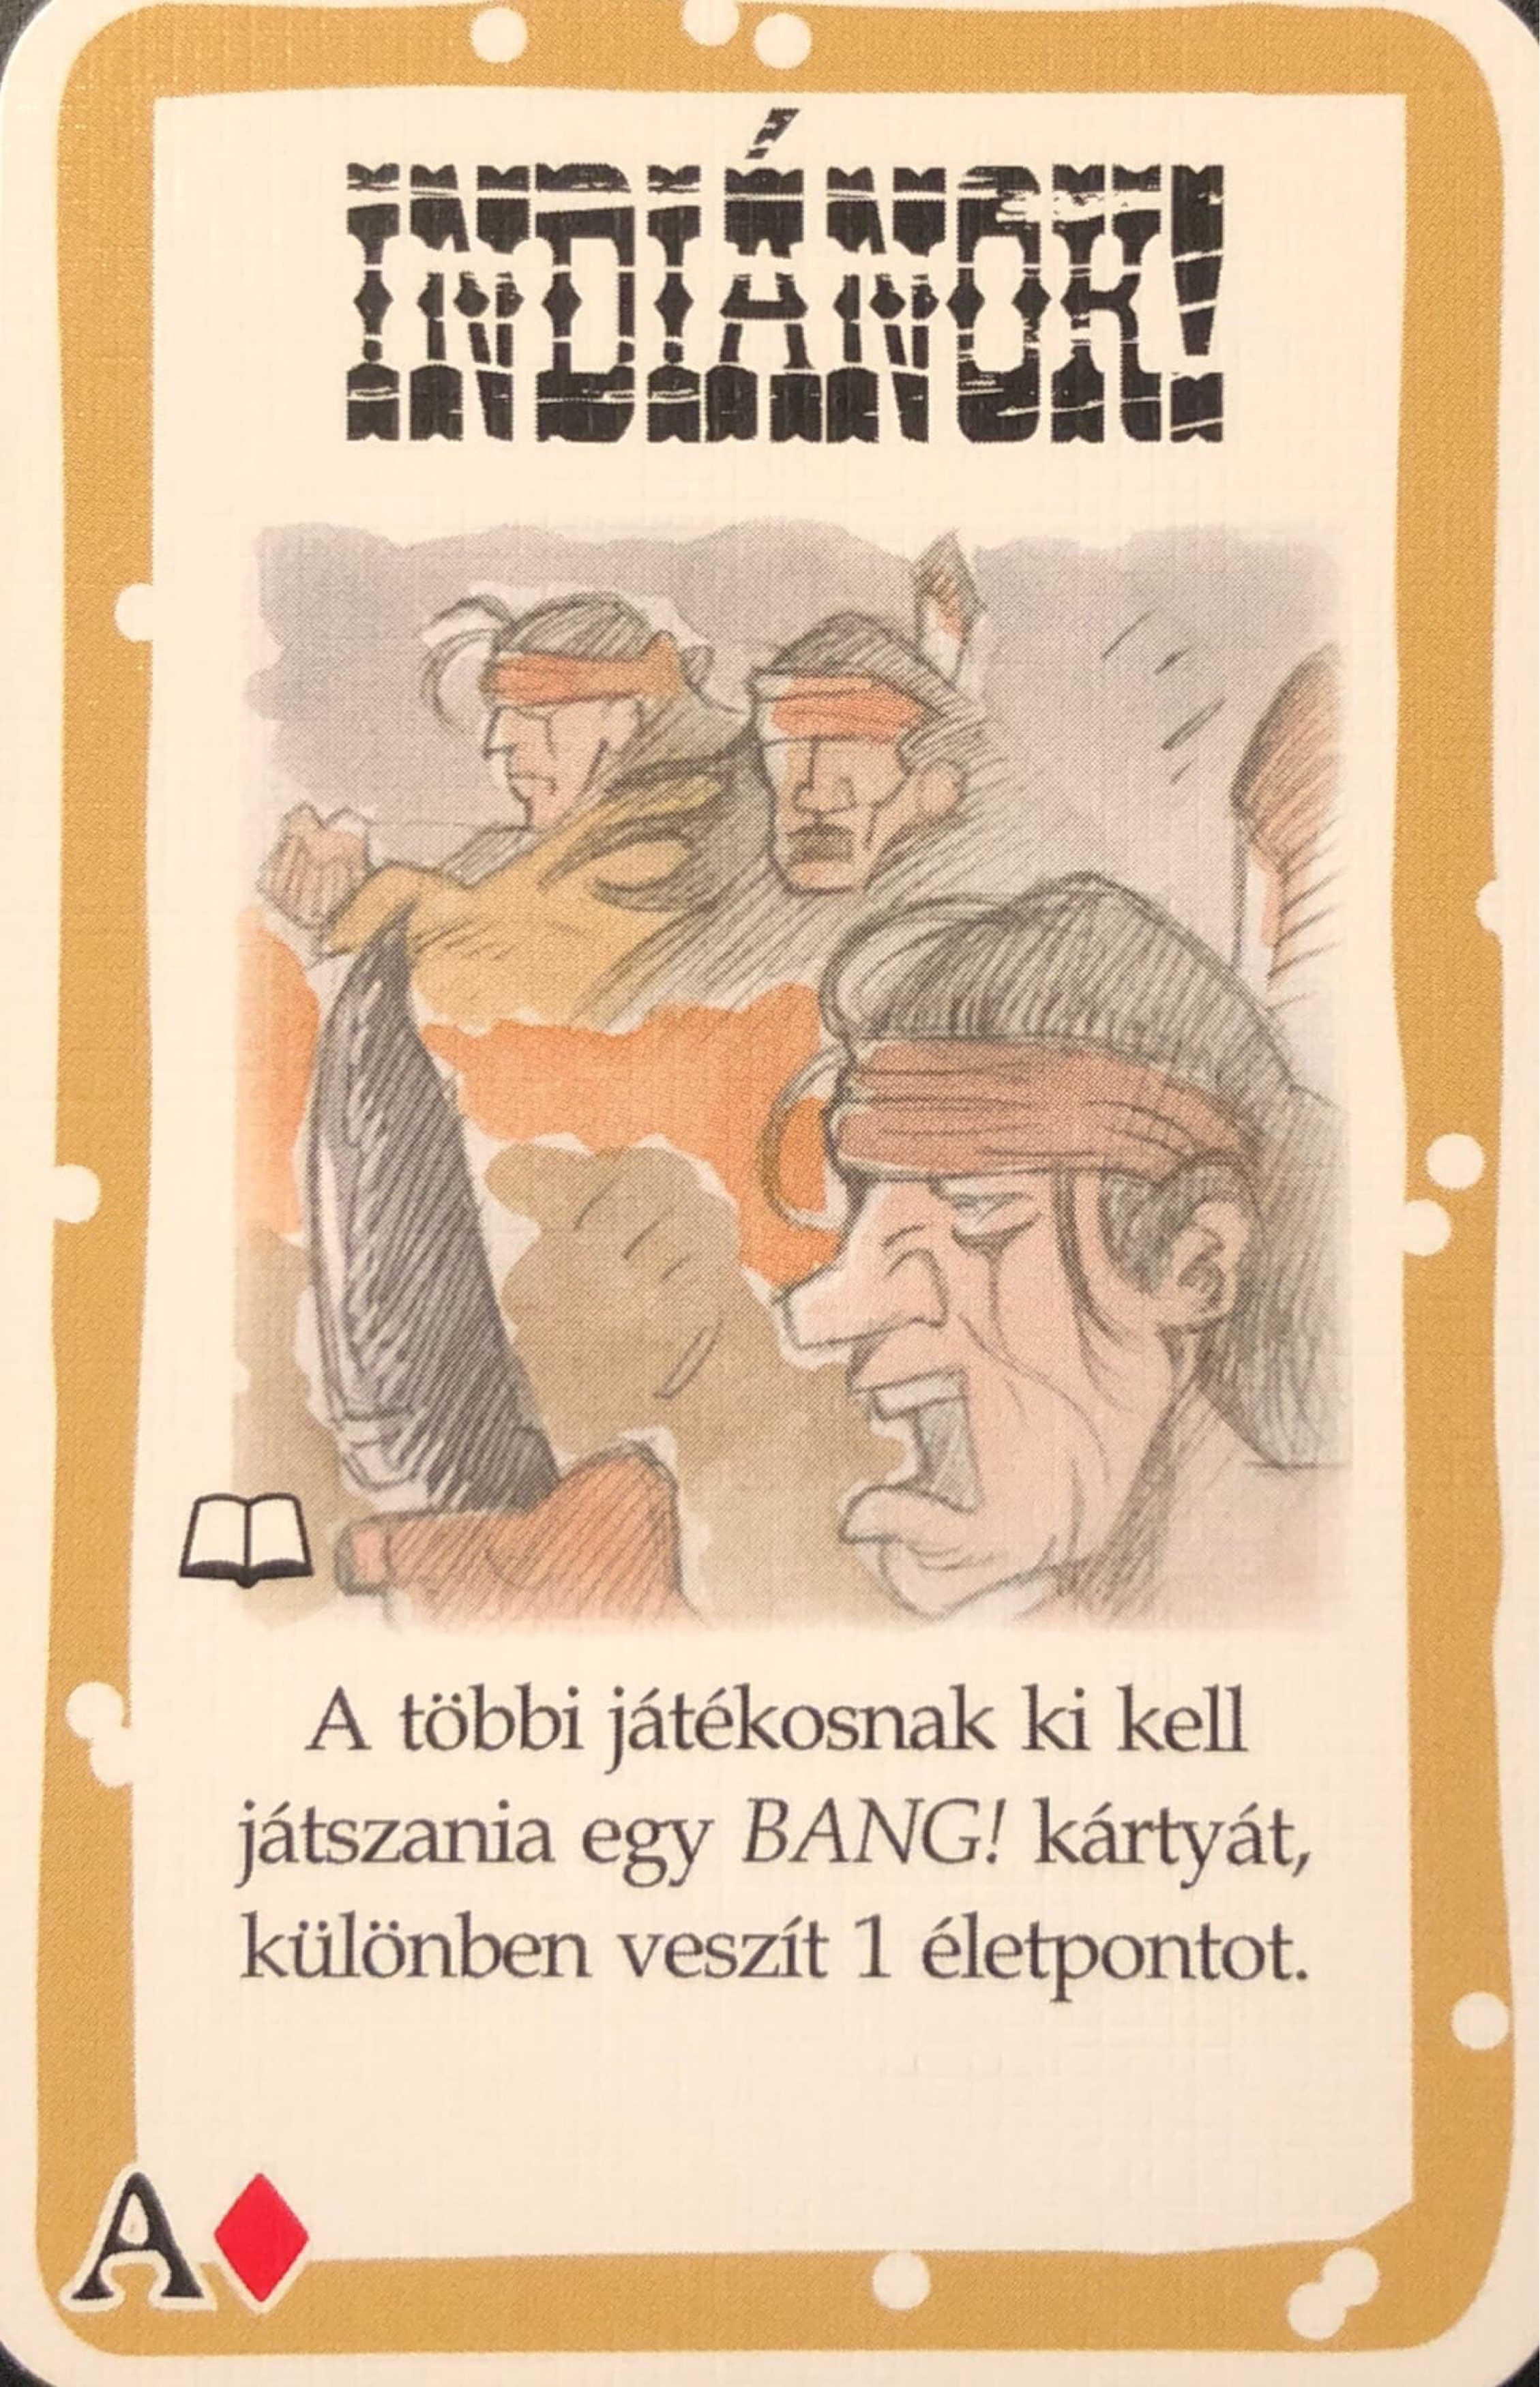 INDIÁNOK!
A többi játékosnak ki kell
játszania egy BANG! kártyát,
különben veszít 1 életpontot.
A♦